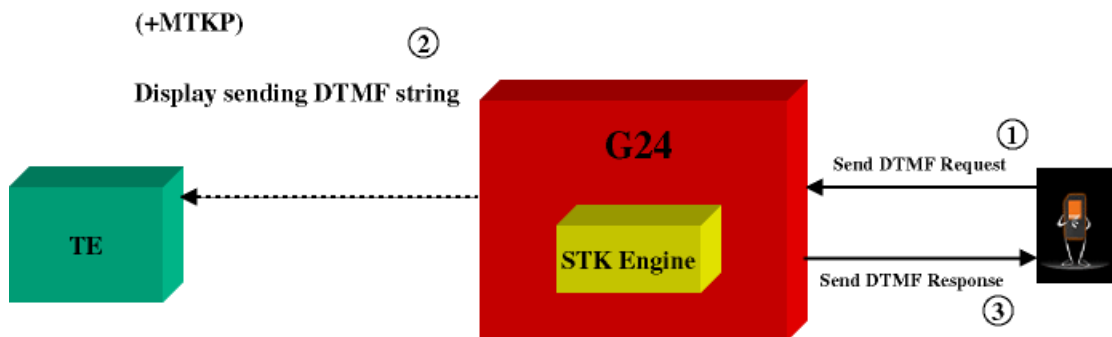 (+MTKP)
②
Display sending DTMF string
G24
①
Send DTMF Request
TE
STK Engine
Send DTMF Response
③